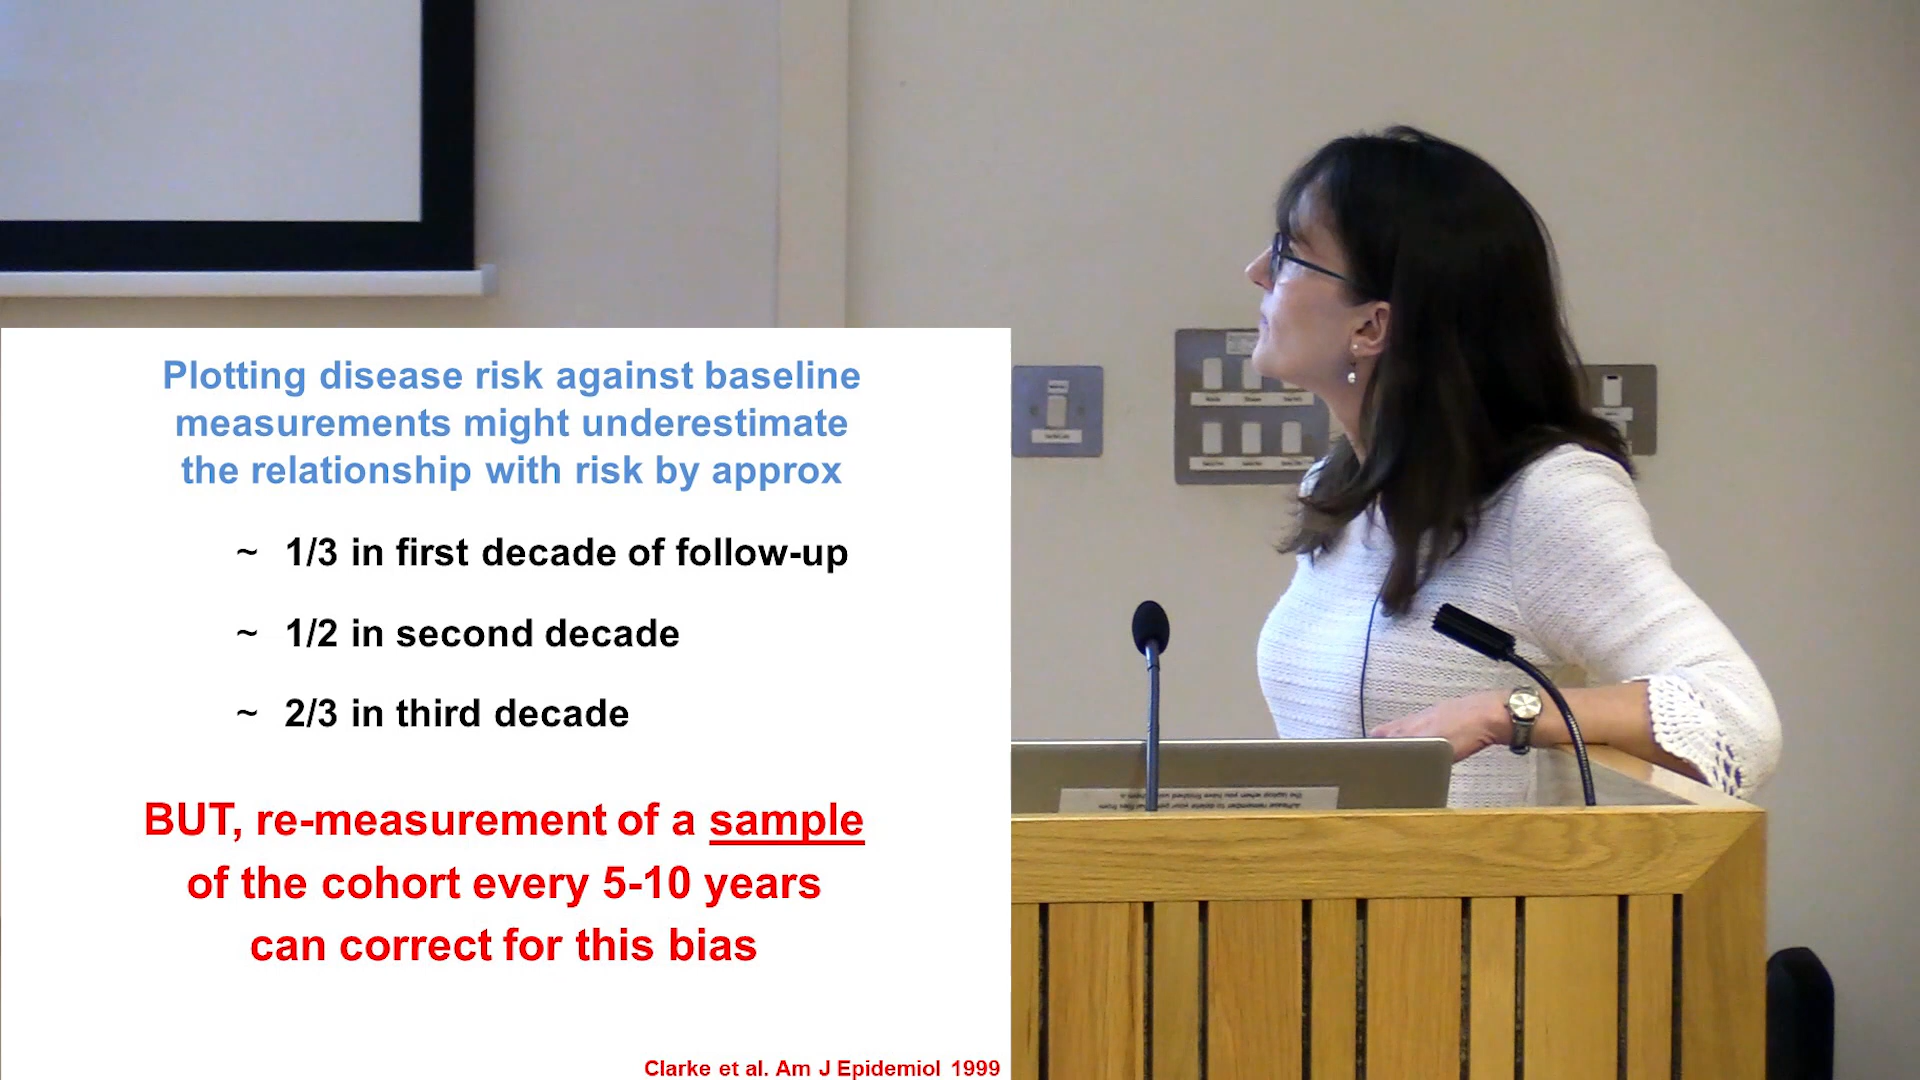 Plotting disease risk against baseline
measurements might underestimate
the relationship with risk by approx
~ 1/3 in first decade of follow-up
~ 1/2 in second decade
~ 2/3 in third decade
BUT, re-measurement of a sample
of the cohort every 5-10 years
can correct for this bias
Clarke et al. Am J Epidemiol 1999